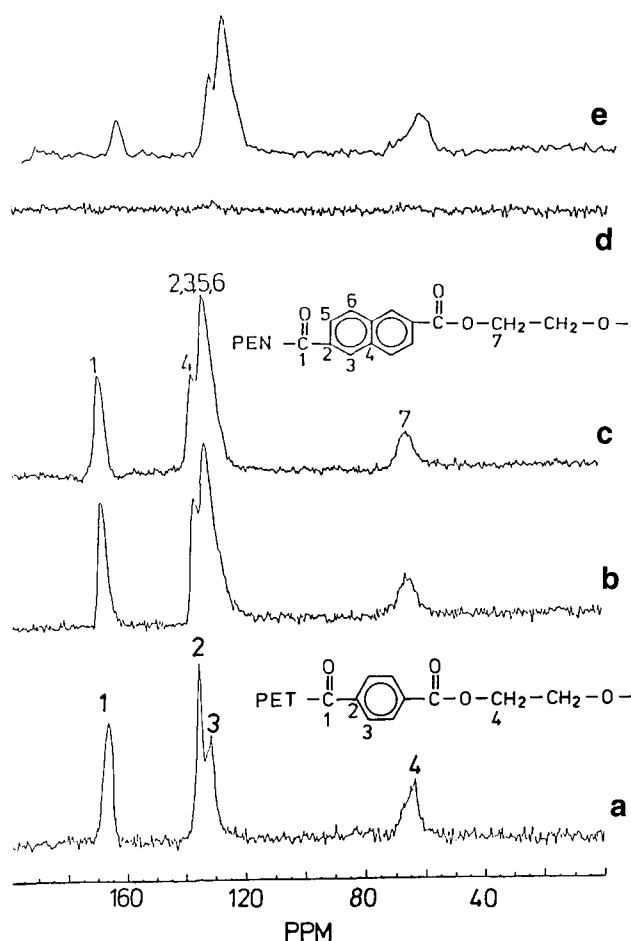 e
d
2,3,5,6
O
O
6
5
PEN
C
2
3
4
C-O-CH2-CH2-O-
1
7
1
4
7
c
b
2
O
O
1
3
PET
C
2
C-O-CH2-CH2-O-
1
3
4
4
a
160
120
80
40
PPM